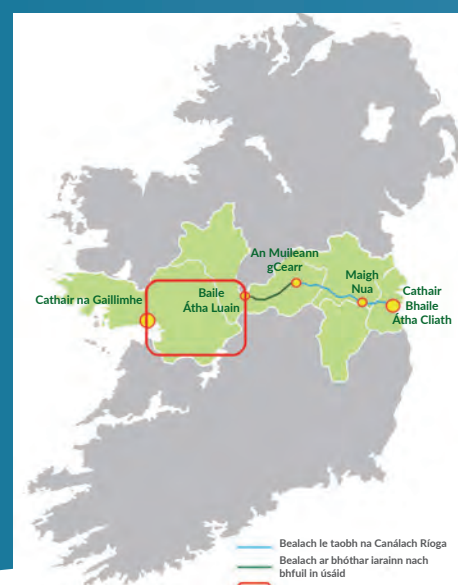 An Muileann
gCearr
Maigh
Nua
Cathair na Gaillimhe
Baile
Átha Luain
Cathair
Bhaile
Átha Cliath
Bealach le taobh na Canálach Ríoga
Bealach ar bhóthar iarainn nach
bhfuil in úsáid